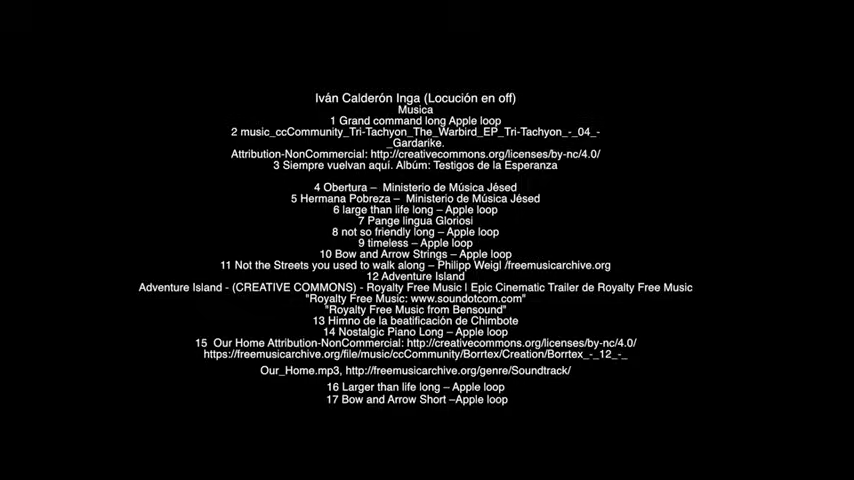 Iván Calderón Inga (Locución en off)
Musica
1 Grand command long Apple loop
2 music_ccCommunity_Tri-Tachyon_The_Warbird_EP_Tri-Tachyon_-_04_-
_Gardarike.
Attribution-NonCommercial: http://creativecommons.org/licenses/by-nc/4.0/
3 Siempre vuelvan aquí. Albúm: Testigos de la Esperanza
4 Obertura – Ministerio de Música Jésed
5 Hermana Pobreza – Ministerio de Música Jésed
6 large than life long – Apple loop
7 Pange lingua Gloriosi
8 not so friendly long – Apple loop
9 timeless – Apple loop
10 Bow and Arrow Strings – Apple loop
11 Not the Streets you used to walk along – Philipp Weigl /freemusicarchive.org
12 Adventure Island
Adventure Island - (CREATIVE COMMONS) - Royalty Free Music | Epic Cinematic Trailer de Royalty Free Music
"Royalty Free Music: www.soundotcom.com"
"Royalty Free Music from Bensound"
13 Himno de la beatificación de Chimbote
14 Nostalgic Piano Long – Apple loop
15 Our Home Attribution-NonCommercial: http://creativecommons.org/licenses/by-nc/4.0/
https://freemusicarchive.org/file/music/ccCommunity/Borrtex/Creation/Borrtex_-_12_-_
Our_Home.mp3, http://freemusicarchive.org/genre/Soundtrack/
16 Larger than life long – Apple loop
17 Bow and Arrow Short –Apple loop